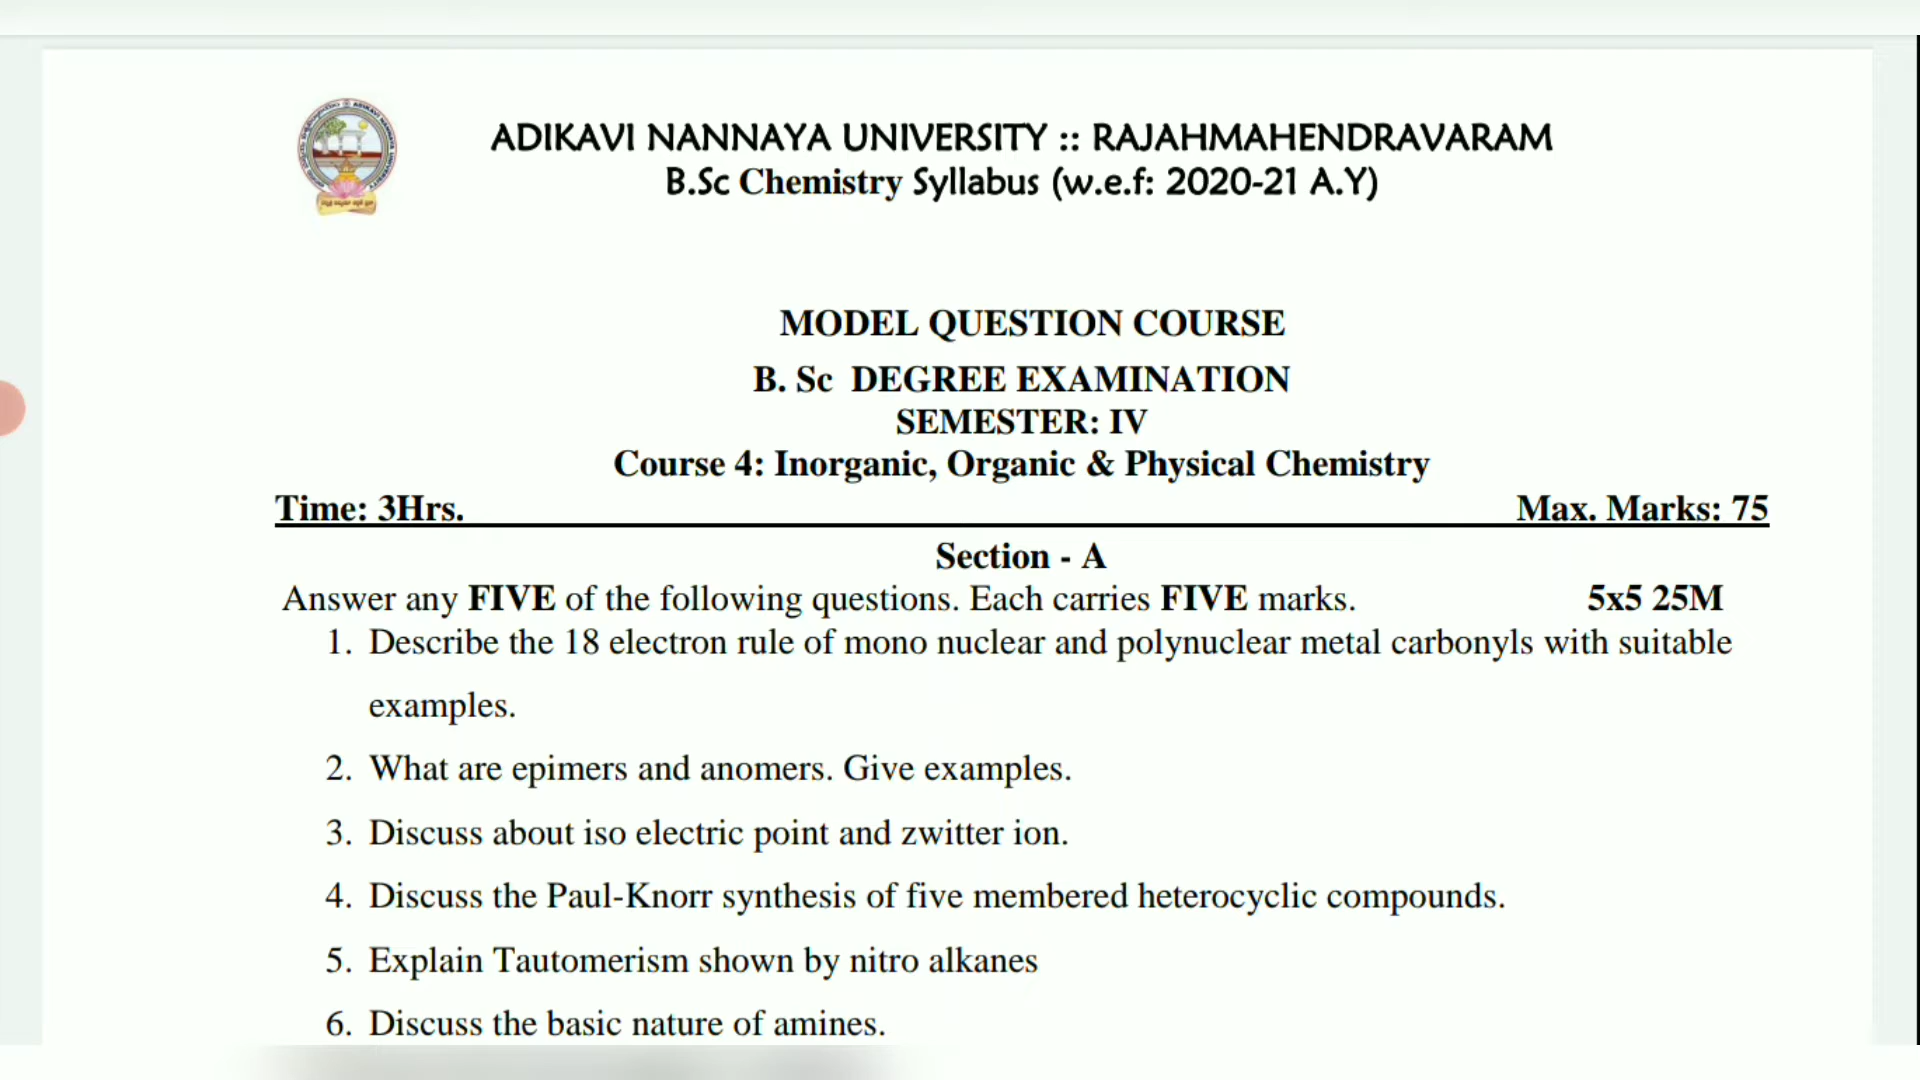 ADIKAVI NANNAYA UNIVERSITY :: RAJAHMAHENDRAVARAM
B.Sc Chemistry Syllabus (w.e.f: 2020-21 A.Y)
MODEL QUESTION COURSE
B. Sc DEGREE EXAMINATION
SEMESTER: IV
Course 4: Inorganic, Organic & Physical Chemistry
Time: 3Hrs. Max. Marks: 75
Section - A
Answer any FIVE of the following questions. Each carries FIVE marks. 5x5 25M
1. Describe the 18 electron rule of mono nuclear and polynuclear metal carbonyls with suitable
examples.
2. What are epimers and anomers. Give examples.
3. Discuss about iso electric point and zwitter ion.
4. Discuss the Paul-Knorr synthesis of five membered heterocyclic compounds.
5. Explain Tautomerism shown by nitro alkanes
6. Discuss the basic nature of amines.